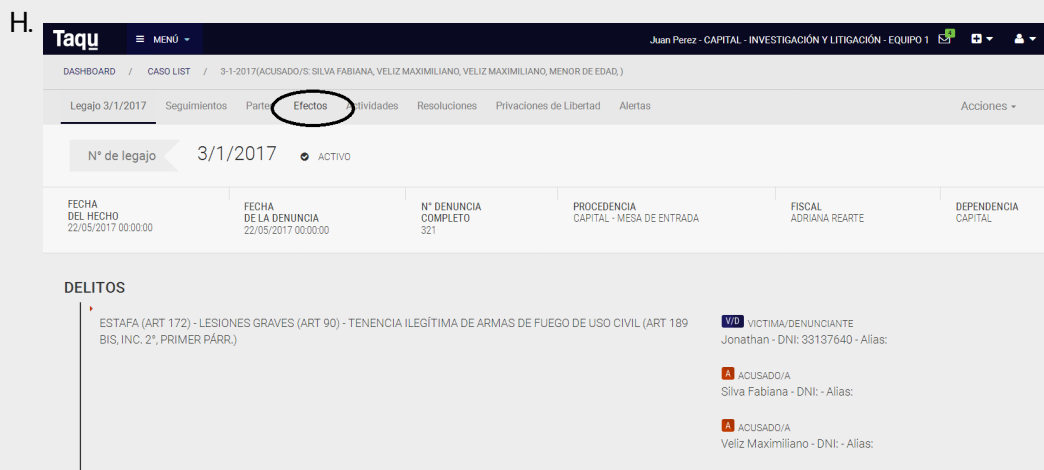 H.
Taqu ≡ MENÚ Juan Perez - CAPITAL - INVESTIGACIÓN Y LITIGACIÓN - EQUIPO 1 4
DASHBOARD / CASO LIST / 3-1-2017(ACUSADO/S: SILVA FABIANA, VELIZ MAXIMILIANO, VELIZ MAXIMILIANO, MENOR DE EDAD, )
Legajo 3/1/2017 Seguimientos Parte Efectos Actividades Resoluciones Privaciones de Libertad Alertas Acciones
N° de legajo 3/1/2017 ACTIVO
FECHA
DEL HECHO
22/05/2017 00:00:00
FECHA
DE LA DENUNCIA
22/05/2017 00:00:00
N° DENUNCIA
COMPLETO
321
PROCEDENCIA
CAPITAL - MESA DE ENTRADA
FISCAL
ADRIANA REARTE
DEPENDENCIA
CAPITAL
DELITOS
ESTAFA (ART 172) - LESIONES GRAVES (ART 90) - TENENCIA ILEGÍTIMA DE ARMAS DE FUEGO DE USO CIVIL (ART 189
BIS, INC. 2°, PRIMER PÁRR.)
V/D VICTIMA/DENUNCIANTE
Jonathan - DNI: 33137640 - Alias:
A ACUSADO/A
Silva Fabiana - DNI: - Alias:
A ACUSADO/A
Veliz Maximiliano - DNI: - Alias: